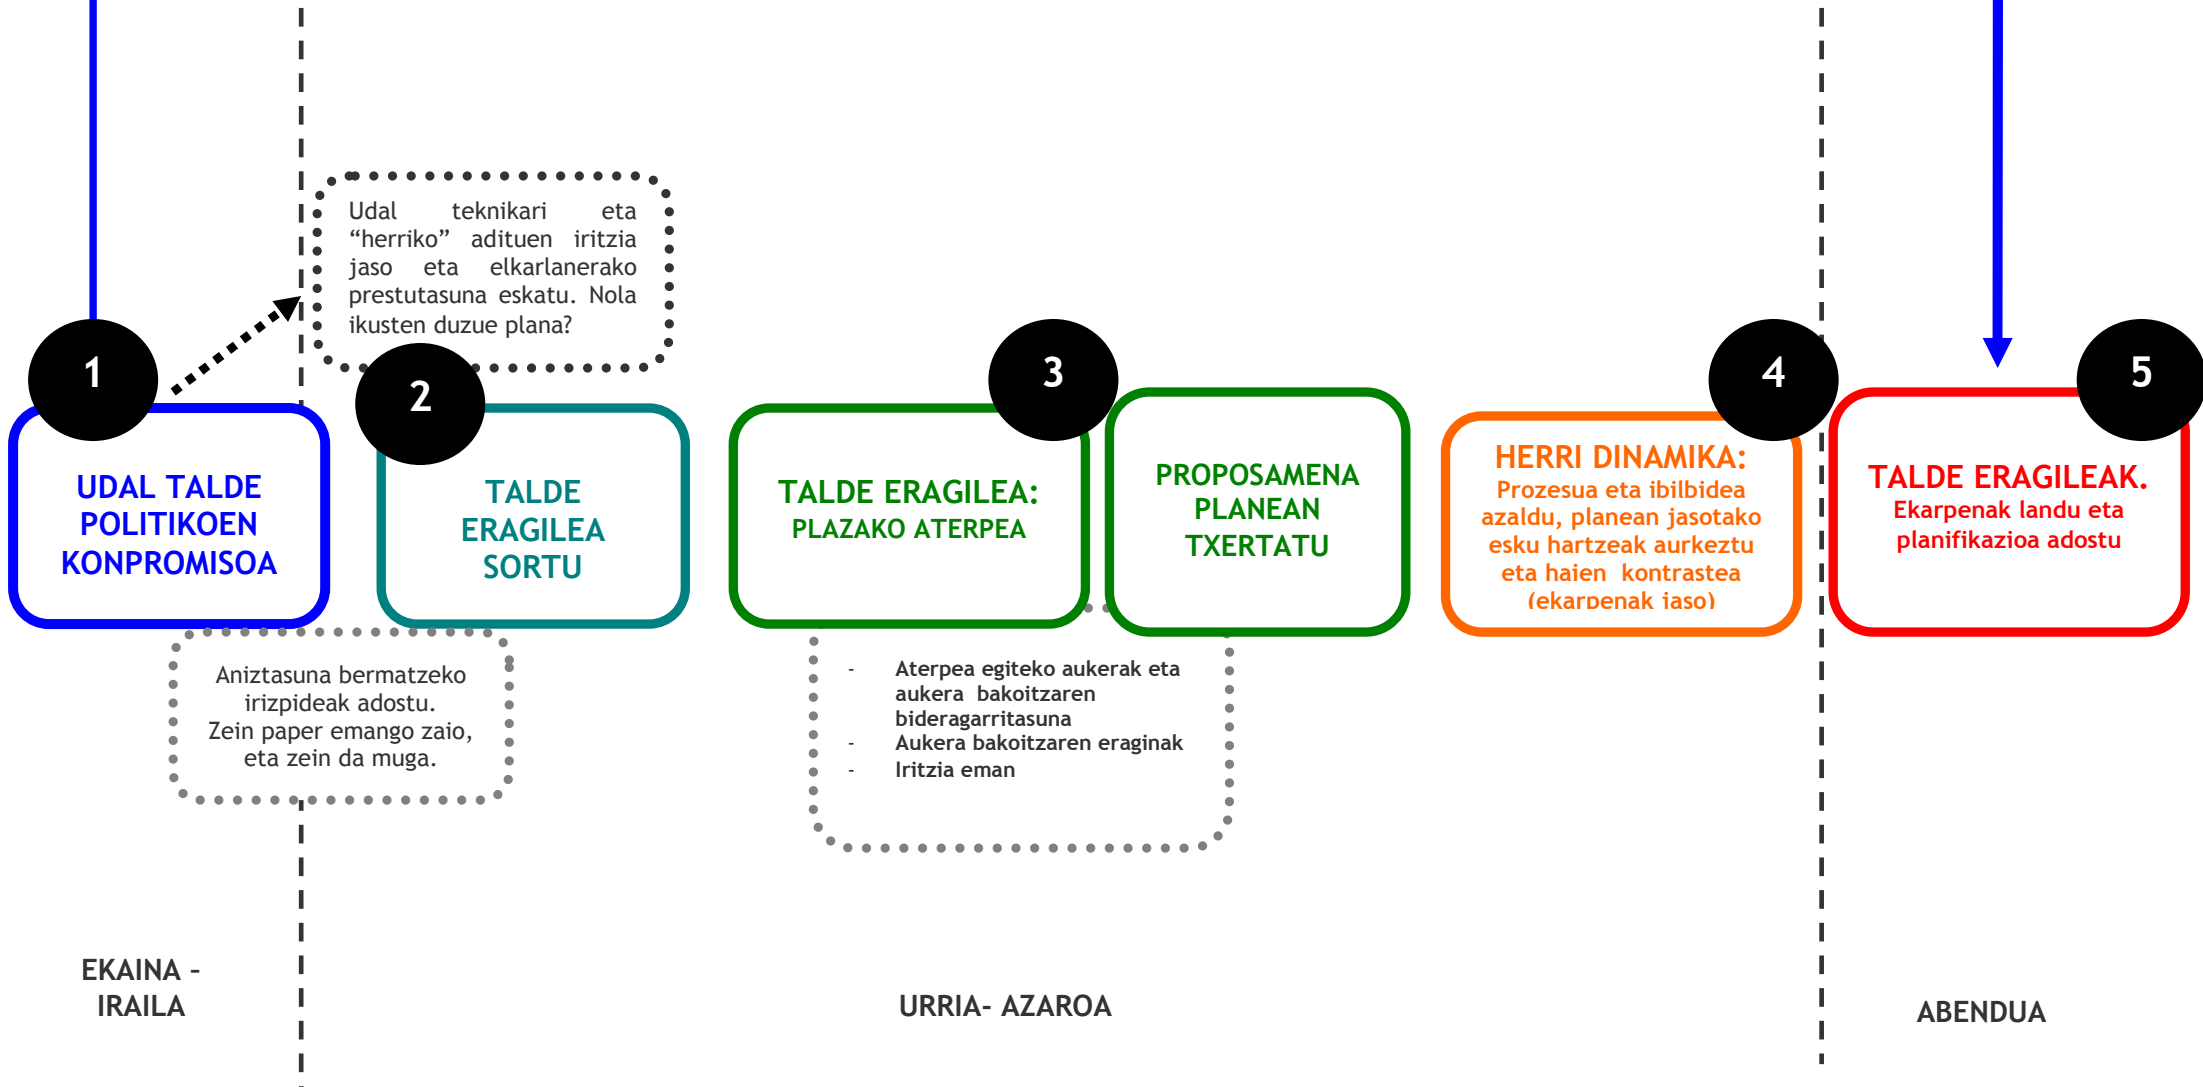 Udal teknikari eta
“herriko” adituen iritzia
jaso eta elkarlanerako
prestutasuna eskatu. Nola
ikusten duzue plana?
1
2
3
4
5
UDAL TALDE
POLITIKOEN
KONPROMISOA
TALDE
ERAGILEA
SORTU
TALDE ERAGILEA:
PLAZAKO ATERPEA
PROPOSAMENA
PLANEAN
TXERTATU
HERRI DINAMIKA:
Prozesua eta ibilbidea
azaldu, planean jasotako
esku hartzeak aurkeztu
eta haien kontrastea
(ekarpenak jaso)
TALDE ERAGILEAK.
Ekarpenak landu eta
planifikazioa adostu
Aniztasuna bermatzeko
irizpideak adostu.
Zein paper emango zaio,
eta zein da muga.
- Aterpea egiteko aukerak eta
aukera bakoitzaren
bideragarritasuna
- Aukera bakoitzaren eraginak
- Iritzia eman
EKAINA –
IRAILA
URRIA- AZAROA
ABENDUA